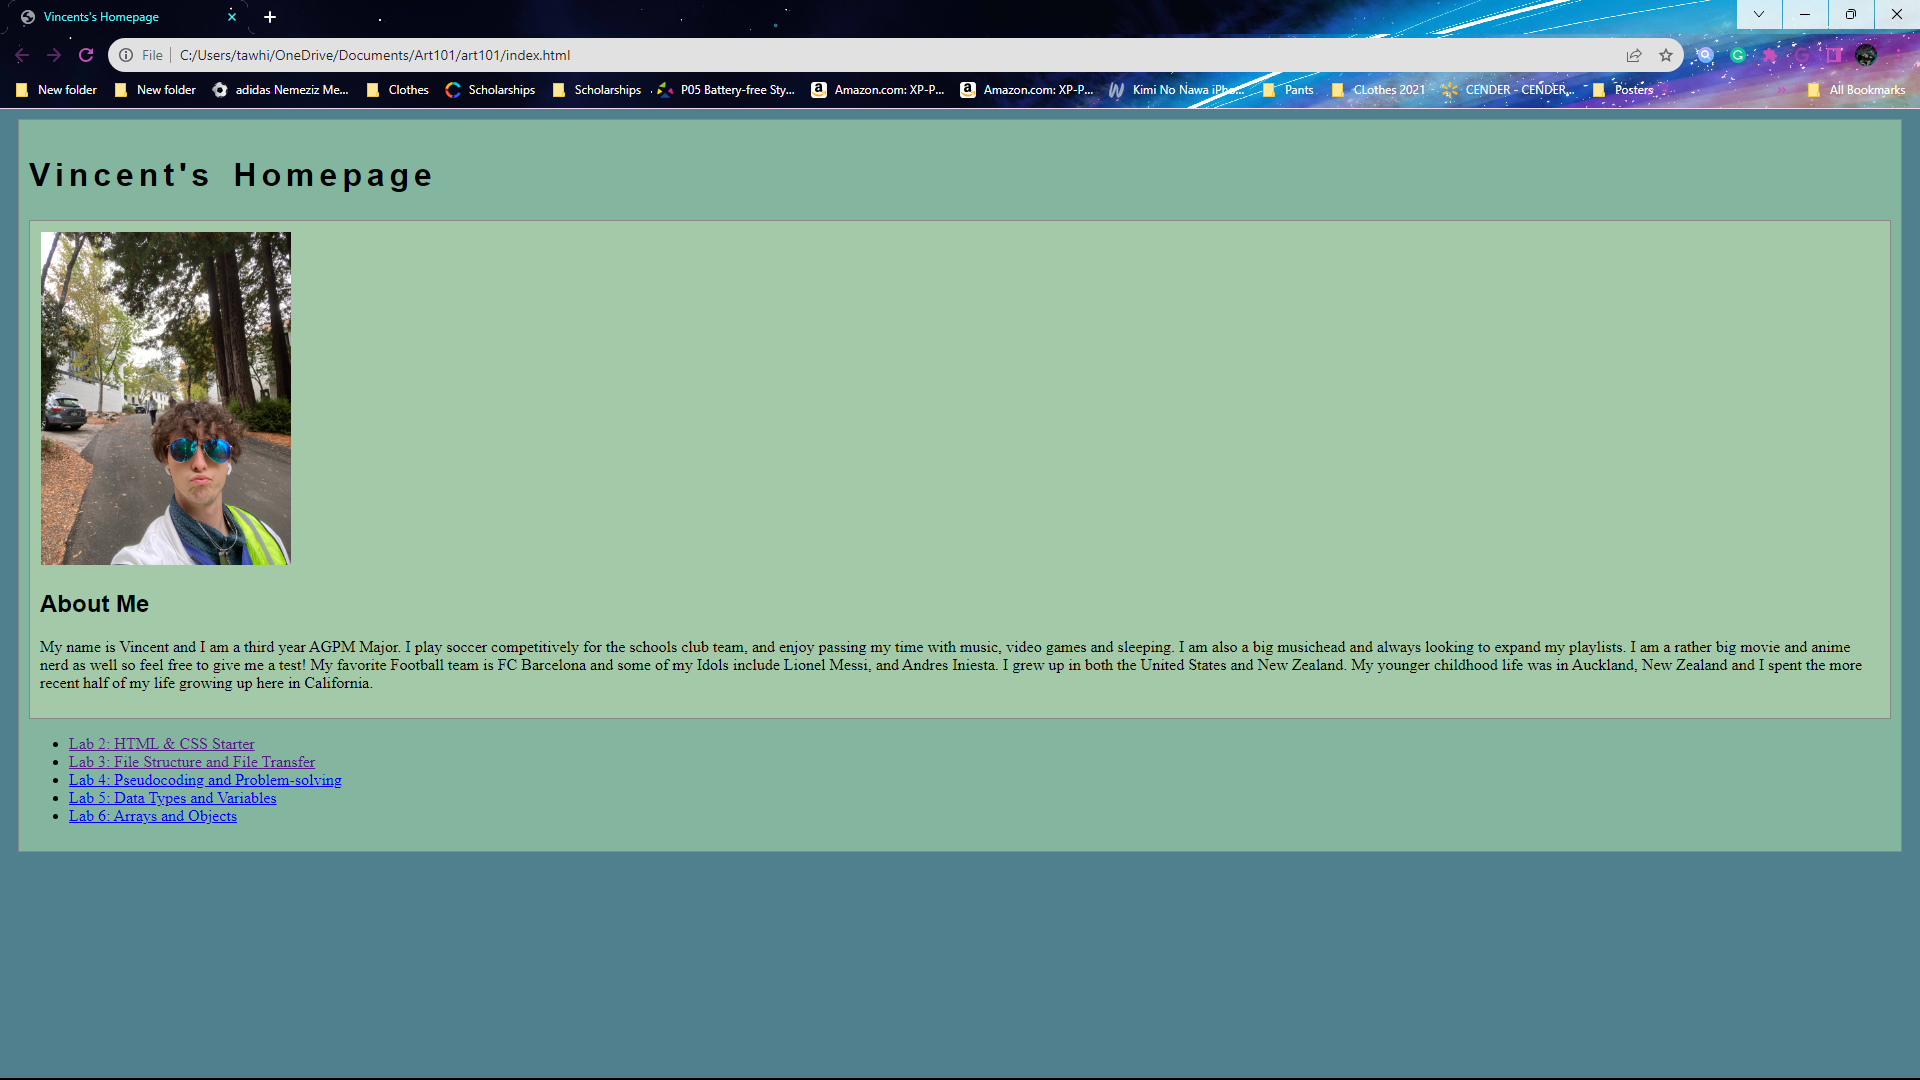 Vincents's Homepage
File
C:/Users/tawhi/OneDrive/Documents/Art101/art101/index.html
New folder
New folder
adidas Nemeziz Me...
Clothes
Scholarships
Scholarships
P05 Battery-free Sty...
Amazon.com: XP-P...
Amazon.com: XP-P...
Kimi No Nawa iPho...
Pants
CLothes 2021
CENDER - CENDER...
Posters
All Bookmarks
Vincent's Homepage
About Me
My name is Vincent and I am a third year AGPM Major. I play soccer competitively for the schools club team, and enjoy passing my time with music, video games and sleeping. I am also a big musichead and always looking to expand my playlists. I am a rather big movie and anime
nerd as well so feel free to give me a test! My favorite Football team is FC Barcelona and some of my Idols include Lionel Messi, and Andres Iniesta. I grew up in both the United States and New Zealand. My younger childhood life was in Auckland, New Zealand and I spent the more
recent half of my life growing up here in California.
Lab 2: HTML & CSS Starter
Lab 3: File Structure and File Transfer
Lab 4: Pseudocoding and Problem-solving
Lab 5: Data Types and Variables
Lab 6: Arrays and Objects